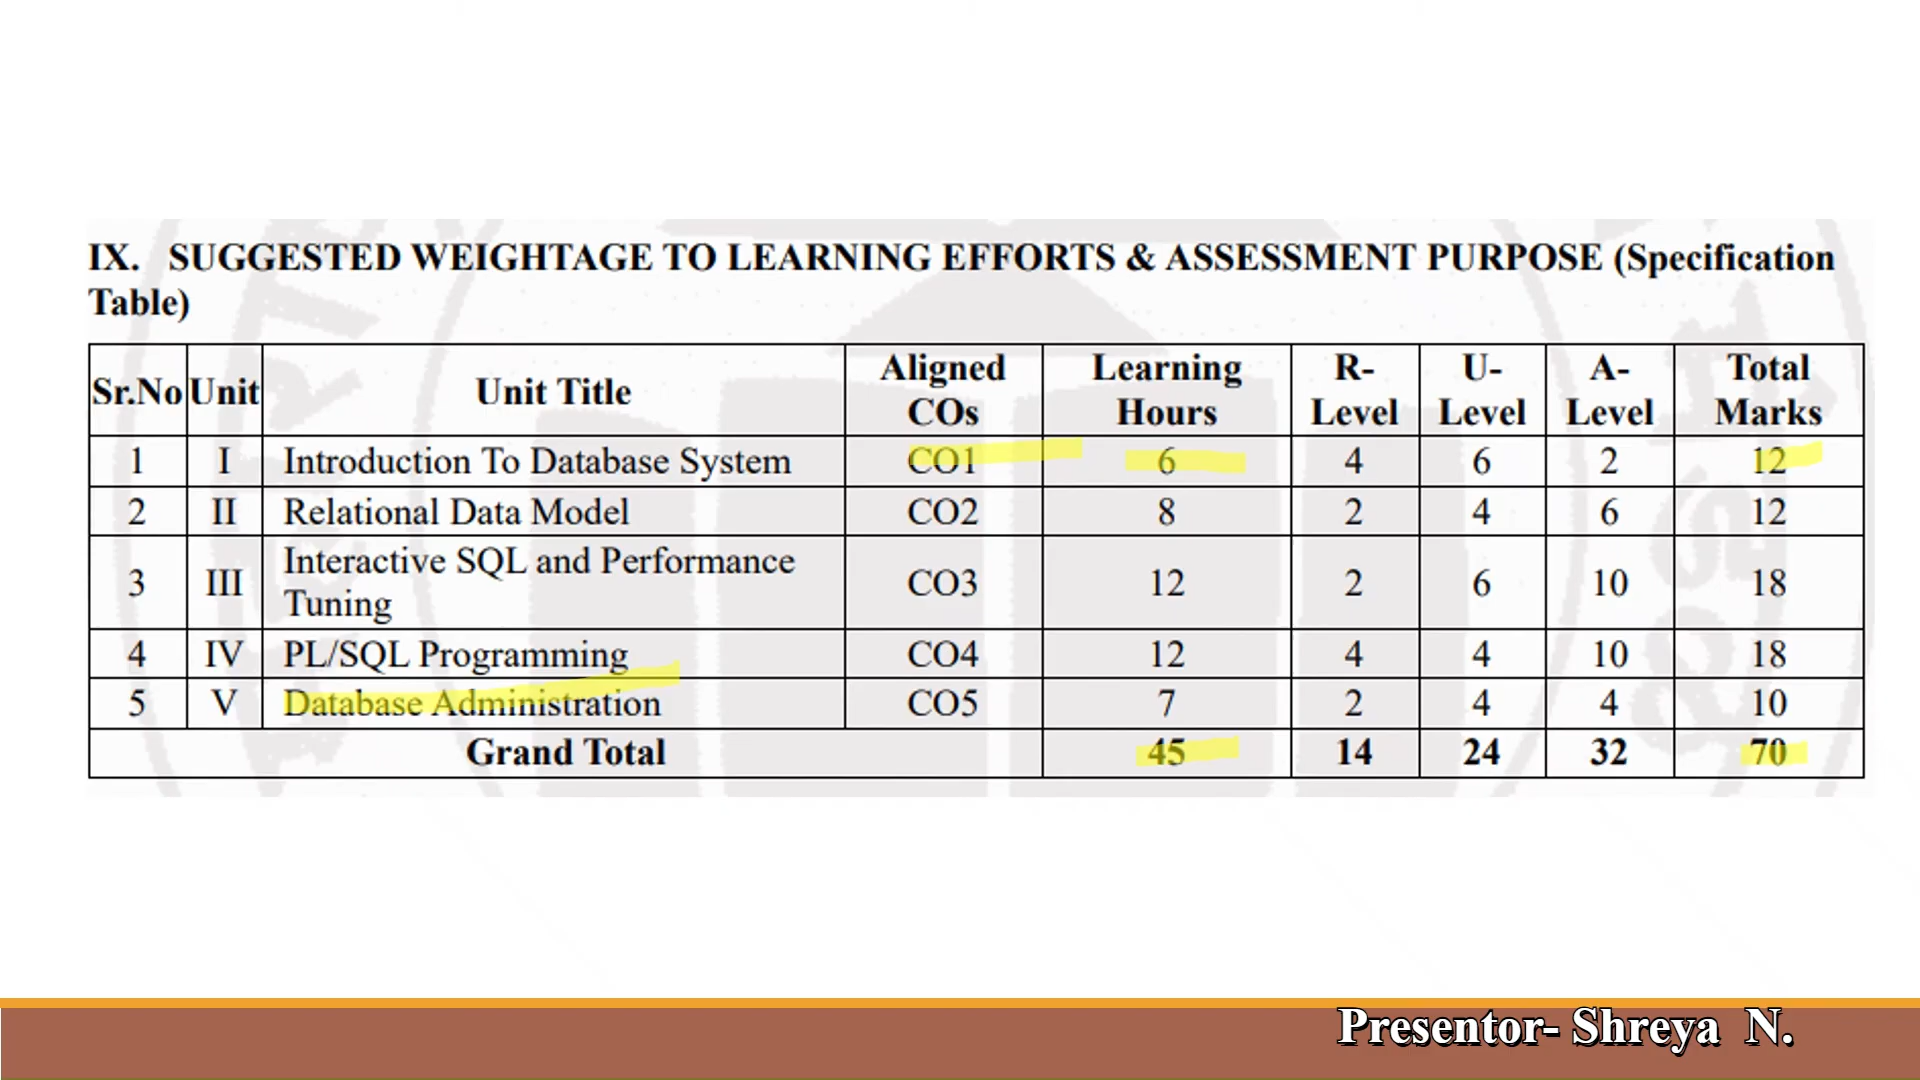 IX. SUGGESTED WEIGHTAGE TO LEARNING EFFORTS & ASSESSMENT PURPOSE (Specification
Table)
Sr.No Unit Unit Title Aligned COs Learning Hours R-Level U-Level A-Level Total Marks
1 I Introduction To Database System CO1 6 4 6 2 12
2 II Relational Data Model CO2 8 2 4 6 12
3 III Interactive SQL and Performance Tuning CO3 12 2 6 10 18
4 IV PL/SQL Programming CO4 12 4 4 10 18
5 V Database Administration CO5 7 2 4 4 10
Grand Total 45 14 24 32 70
Presentor- Shreya N.